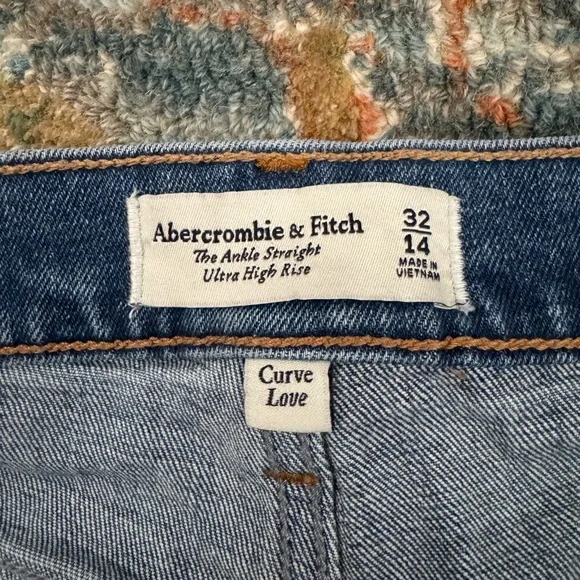 Abercrombie & Fitch
The Ankle Straight
Ultra High Rise
32
14
MADE IN
VIETNAM
Curve
Love